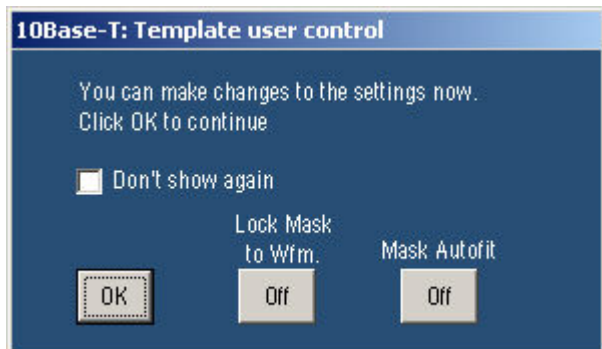 10Base-T: Template user control
You can make changes to the settings now.
Click OK to continue
Don't show again
Lock Mask
to Wfm.
Mask Autofit
OK
Off
Off